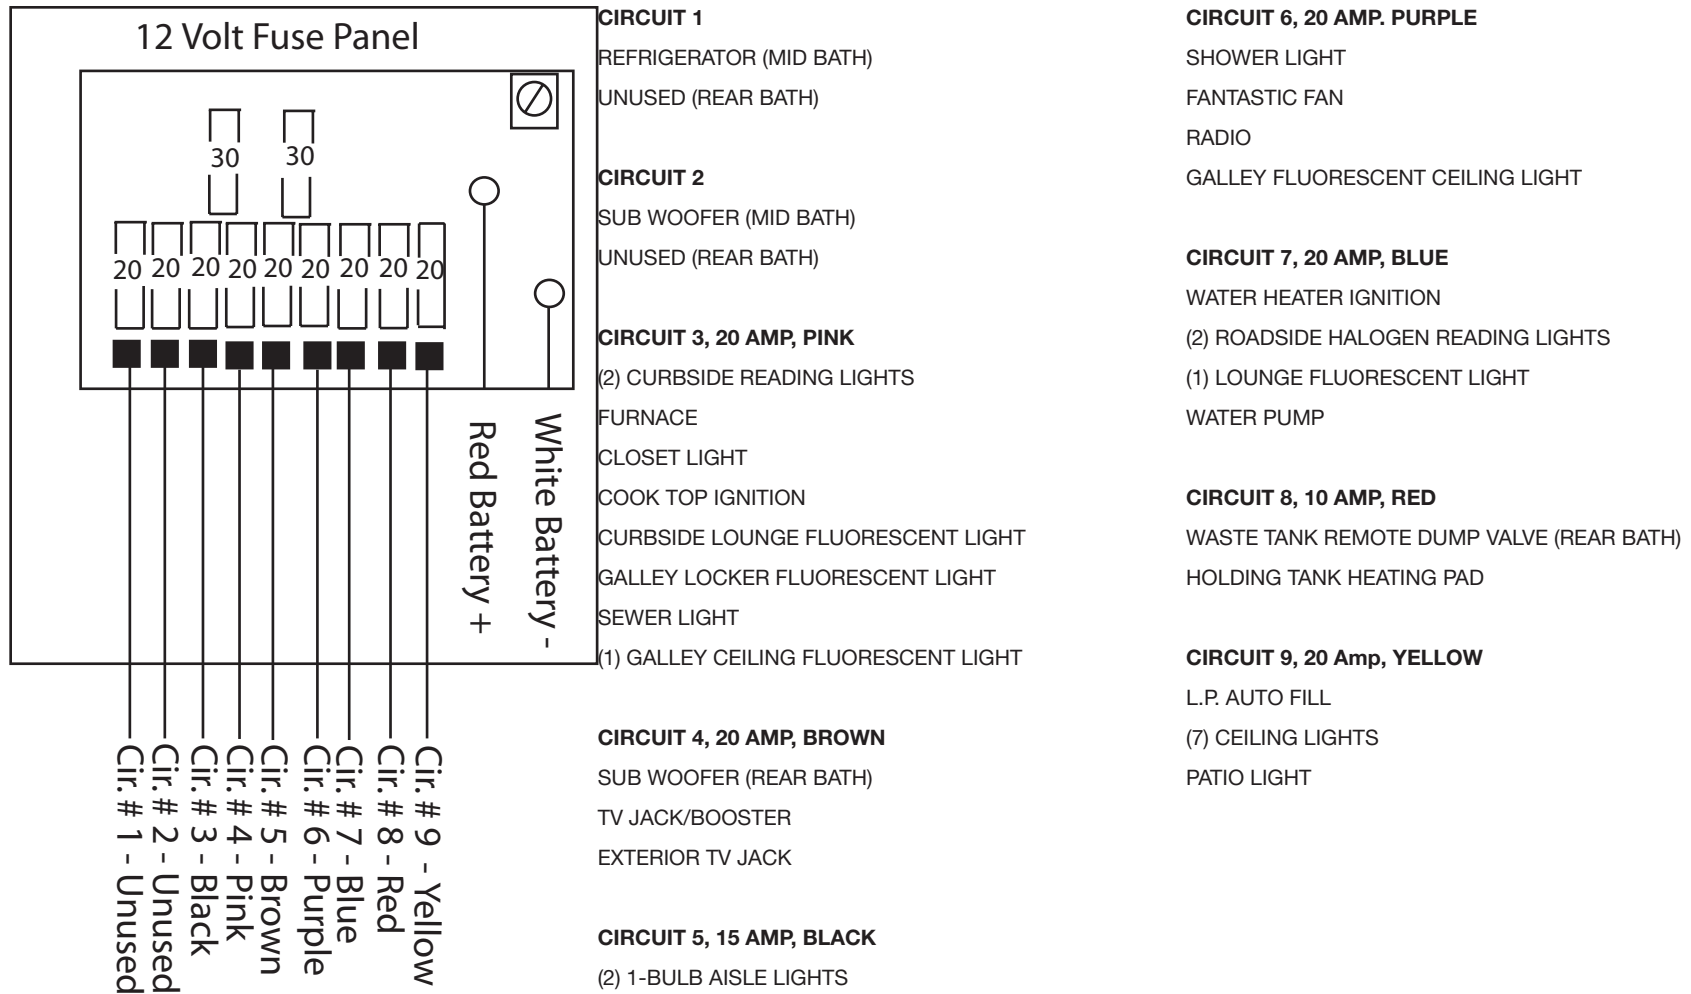 12 Volt Fuse Panel
30
30
20
20
20
20
20
20
20
20
20
Red Battery +
White Battery -
Cir. # 1 - Unused
Cir. # 2 - Unused
Cir. # 3 - Black
Cir. # 4 - Pink
Cir. # 5 - Brown
Cir. # 6 - Purple
Cir. # 7 - Blue
Cir. # 8 - Red
Cir. # 9 - Yellow
CIRCUIT 1
REFRIGERATOR (MID BATH)
UNUSED (REAR BATH)
CIRCUIT 2
SUB WOOFER (MID BATH)
UNUSED (REAR BATH)
CIRCUIT 3, 20 AMP, PINK
(2) CURBSIDE READING LIGHTS
FURNACE
CLOSET LIGHT
COOK TOP IGNITION
CURBSIDE LOUNGE FLUORESCENT LIGHT
GALLEY LOCKER FLUORESCENT LIGHT
SEWER LIGHT
(1) GALLEY CEILING FLUORESCENT LIGHT
CIRCUIT 4, 20 AMP, BROWN
SUB WOOFER (REAR BATH)
TV JACK/BOOSTER
EXTERIOR TV JACK
CIRCUIT 5, 15 AMP, BLACK
(2) 1-BULB AISLE LIGHTS
CIRCUIT 6, 20 AMP. PURPLE
SHOWER LIGHT
FANTASTIC FAN
RADIO
GALLEY FLUORESCENT CEILING LIGHT
CIRCUIT 7, 20 AMP, BLUE
WATER HEATER IGNITION
(2) ROADSIDE HALOGEN READING LIGHTS
(1) LOUNGE FLUORESCENT LIGHT
WATER PUMP
CIRCUIT 8, 10 AMP, RED
WASTE TANK REMOTE DUMP VALVE (REAR BATH)
HOLDING TANK HEATING PAD
CIRCUIT 9, 20 Amp, YELLOW
L.P. AUTO FILL
(7) CEILING LIGHTS
PATIO LIGHT